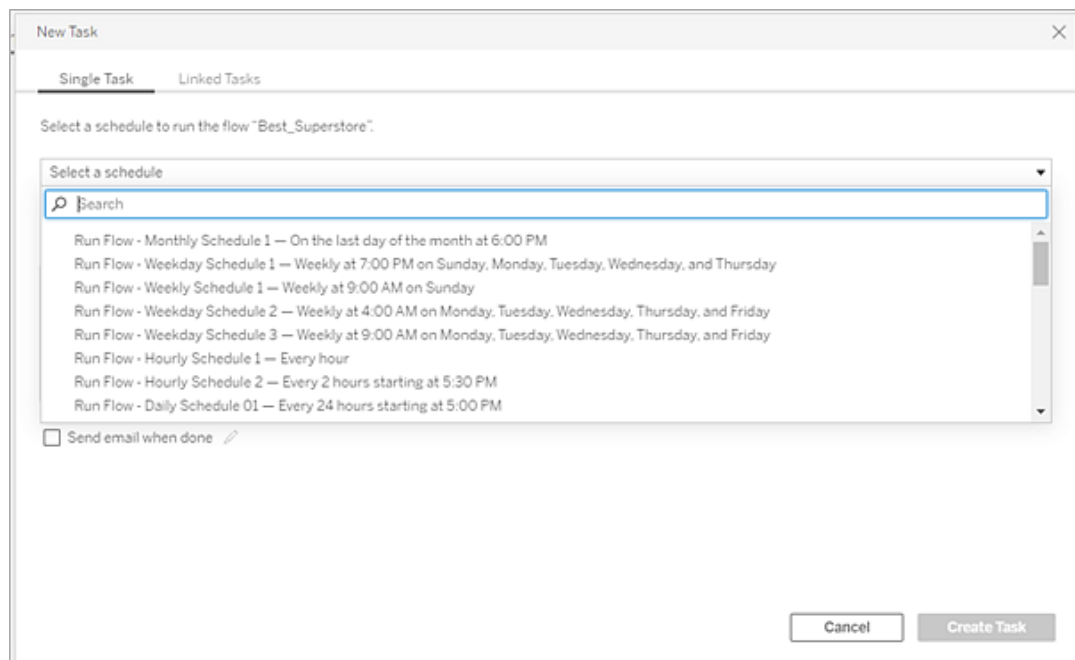 New Task
Single Task
Linked Tasks
Select a schedule to run the flow "Best_Superstore".
Select a schedule
Search
Run Flow - Monthly Schedule 1 — On the last day of the month at 6:00 PM
Run Flow - Weekday Schedule 1 — Weekly at 7:00 PM on Sunday, Monday, Tuesday, Wednesday, and Thursday
Run Flow - Weekly Schedule 1 — Weekly at 9:00 AM on Sunday
Run Flow - Weekday Schedule 2 — Weekly at 4:00 AM on Monday, Tuesday, Wednesday, Thursday, and Friday
Run Flow - Weekday Schedule 3 — Weekly at 9:00 AM on Monday, Tuesday, Wednesday, Thursday, and Friday
Run Flow - Hourly Schedule 1 — Every hour
Run Flow - Hourly Schedule 2 — Every 2 hours starting at 5:30 PM
Run Flow - Daily Schedule 01 — Every 24 hours starting at 5:00 PM
Send email when done
Cancel
Create Task